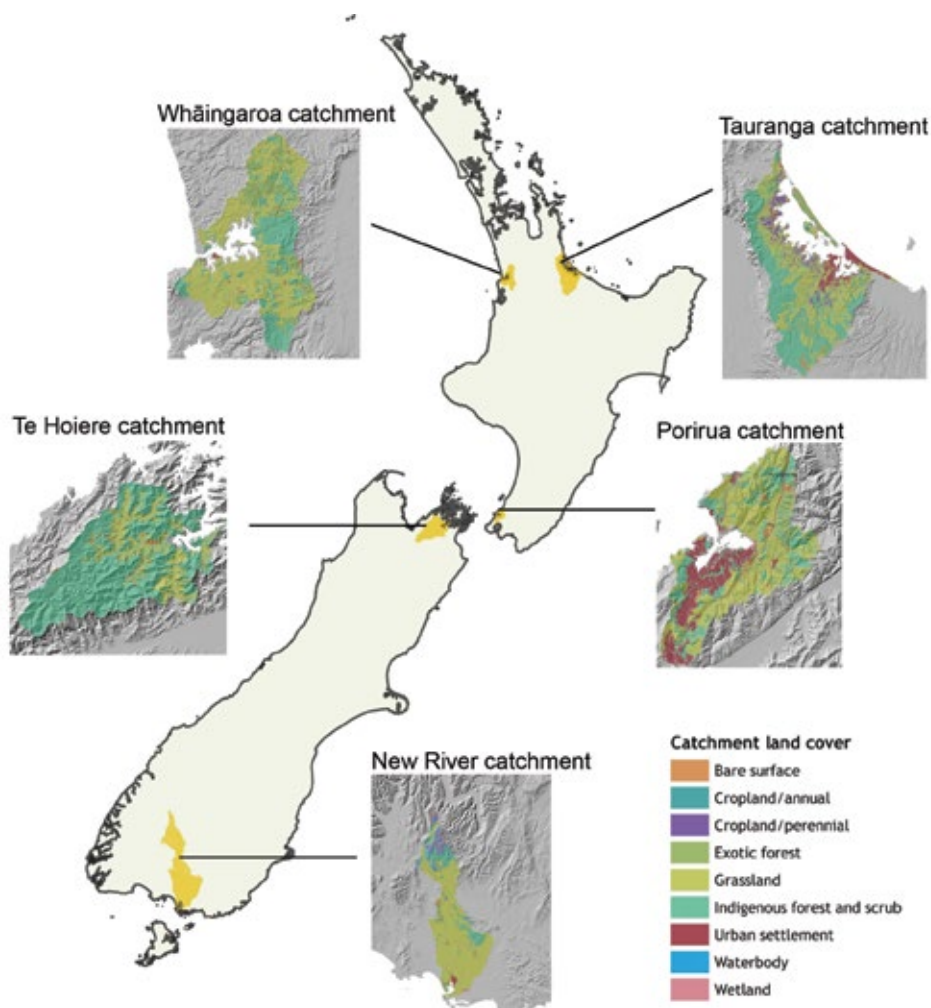 Whāingaroa catchment
Tauranga catchment
Te Hoiere catchment
Porirua catchment
New River catchment
Catchment land cover
Bare surface
Cropland/annual
Cropland/perennial
Exotic forest
Grassland
Indigenous forest and scrub
Urban settlement
Waterbody
Wetland